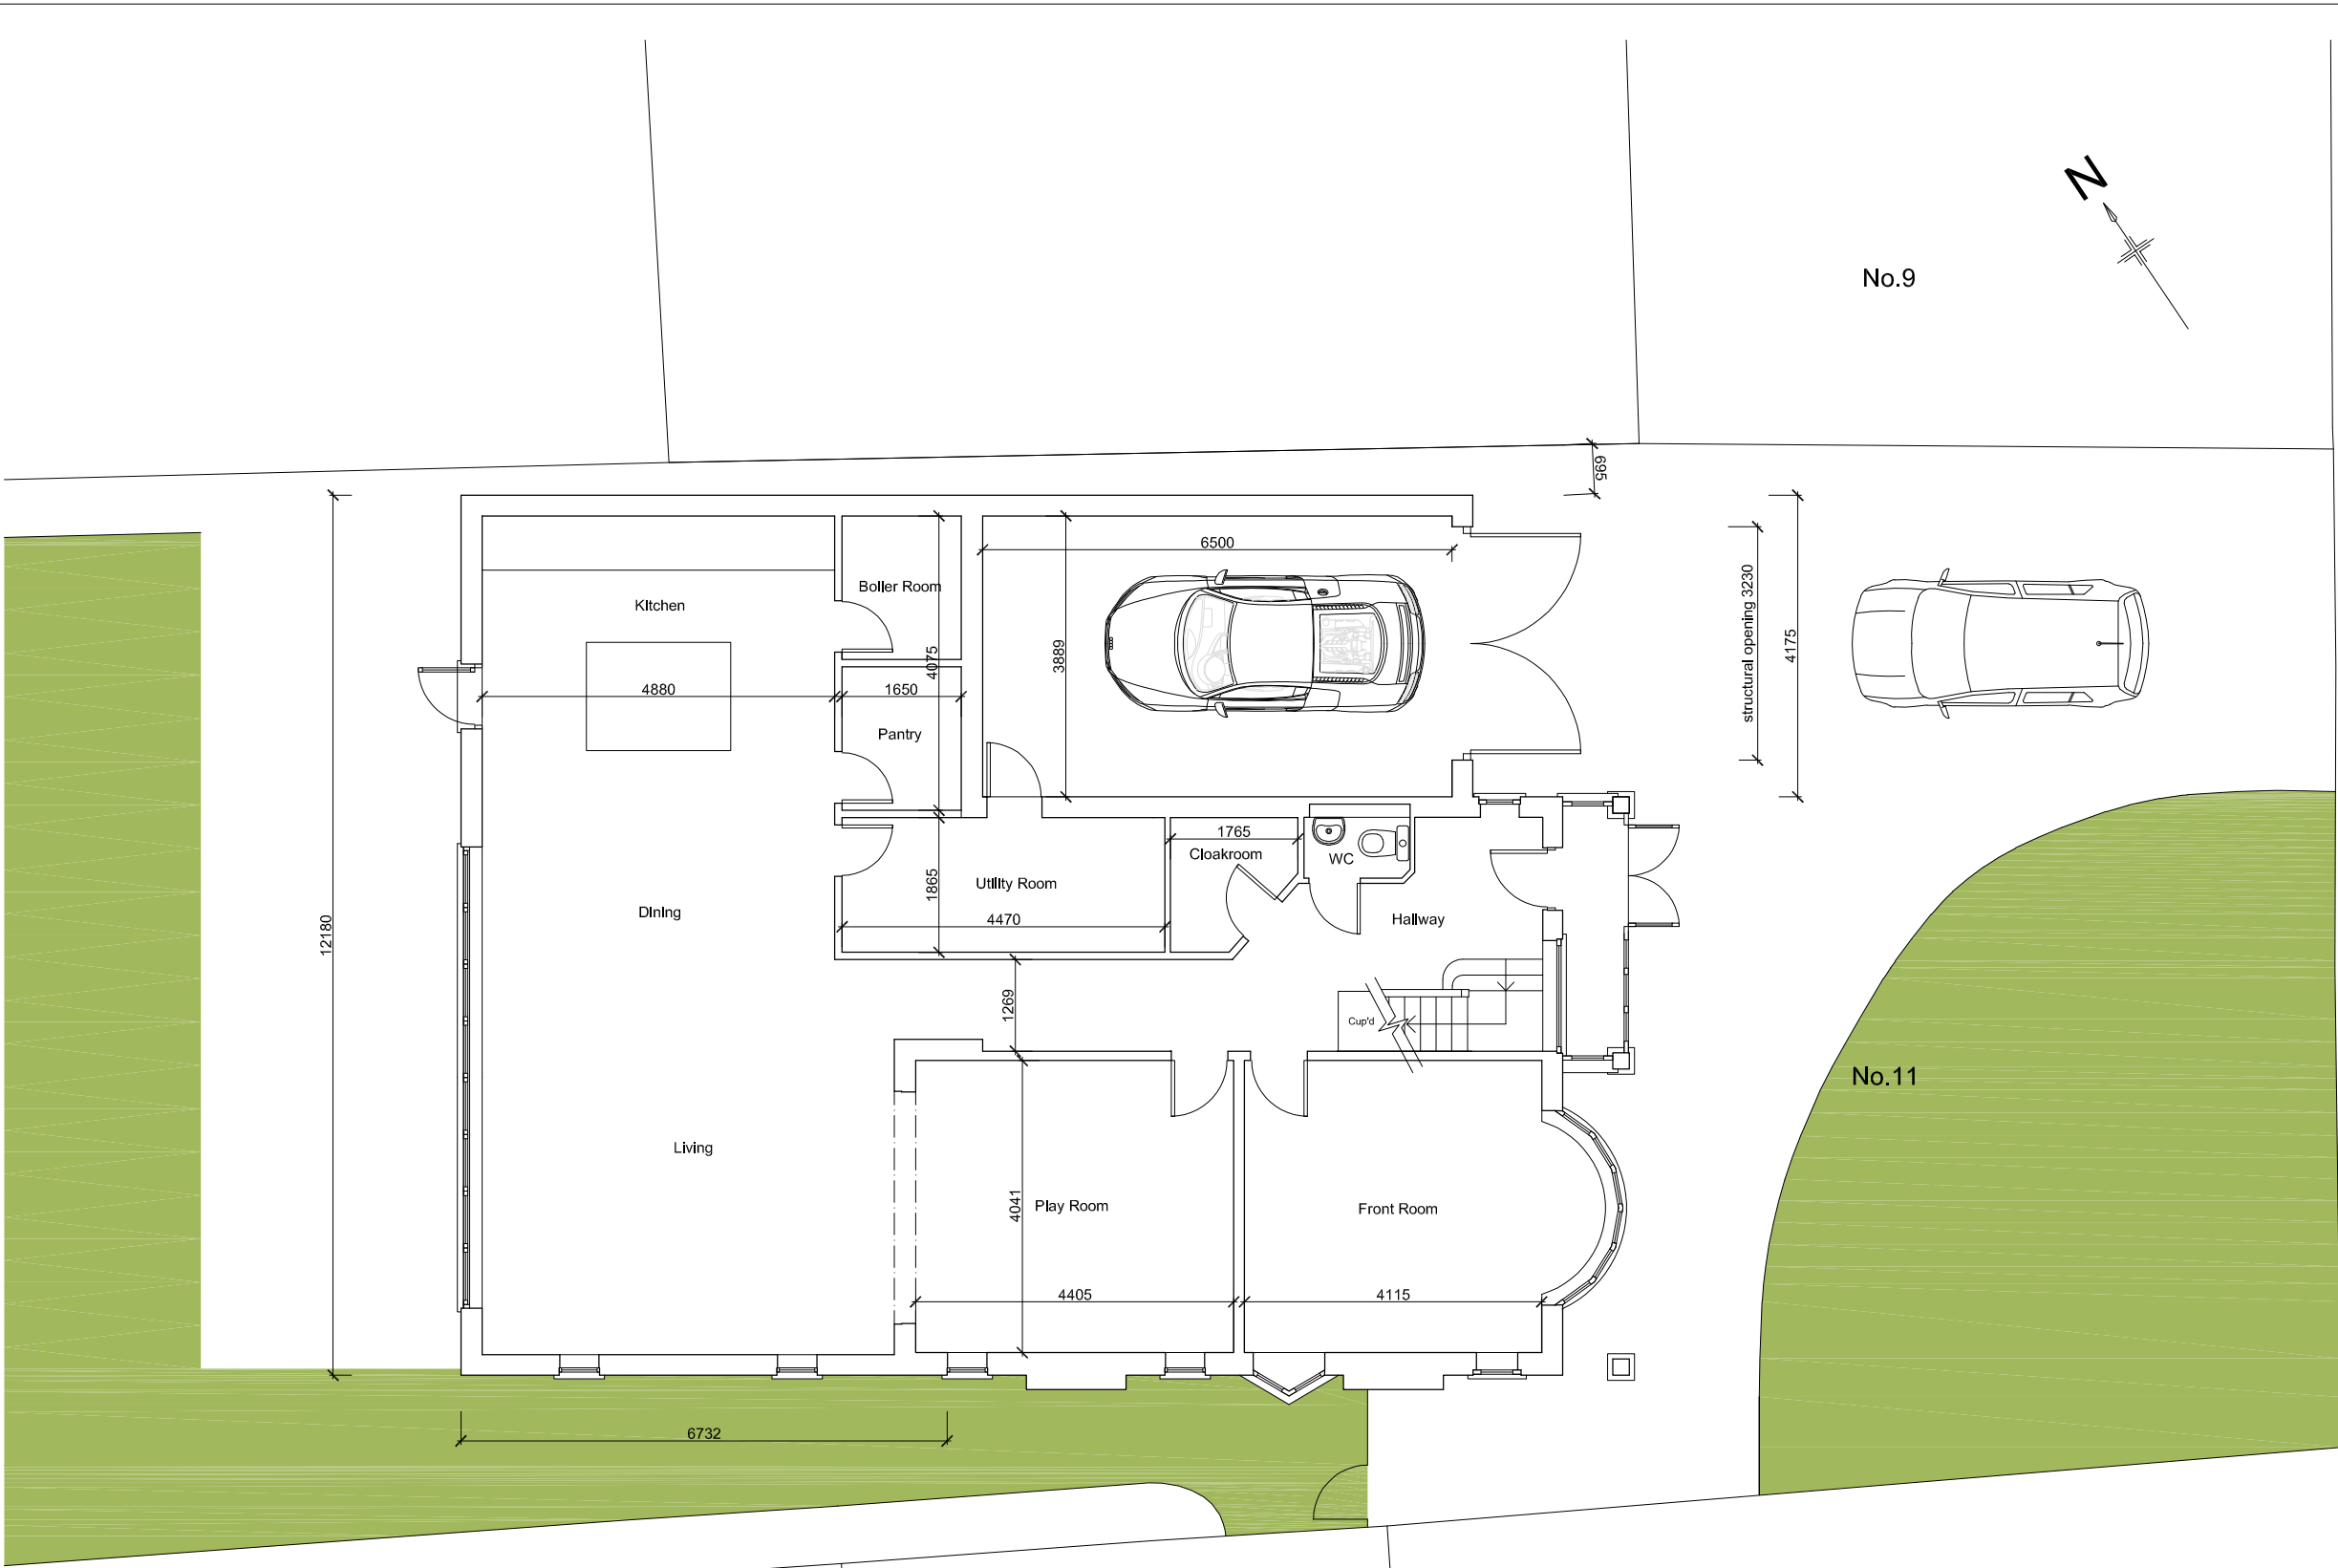 N
No.9
695
6500
Boiler Room
Kitchen
structural opening 3230
4175
3889
4075
4880
1650
Pantry
1765
Cloakroom
WC
1865
Utility Room
4470
Dining
Hallway
12180
1269
Cup'd
No.11
Living
4041
Play Room
Front Room
4405
4115
6732